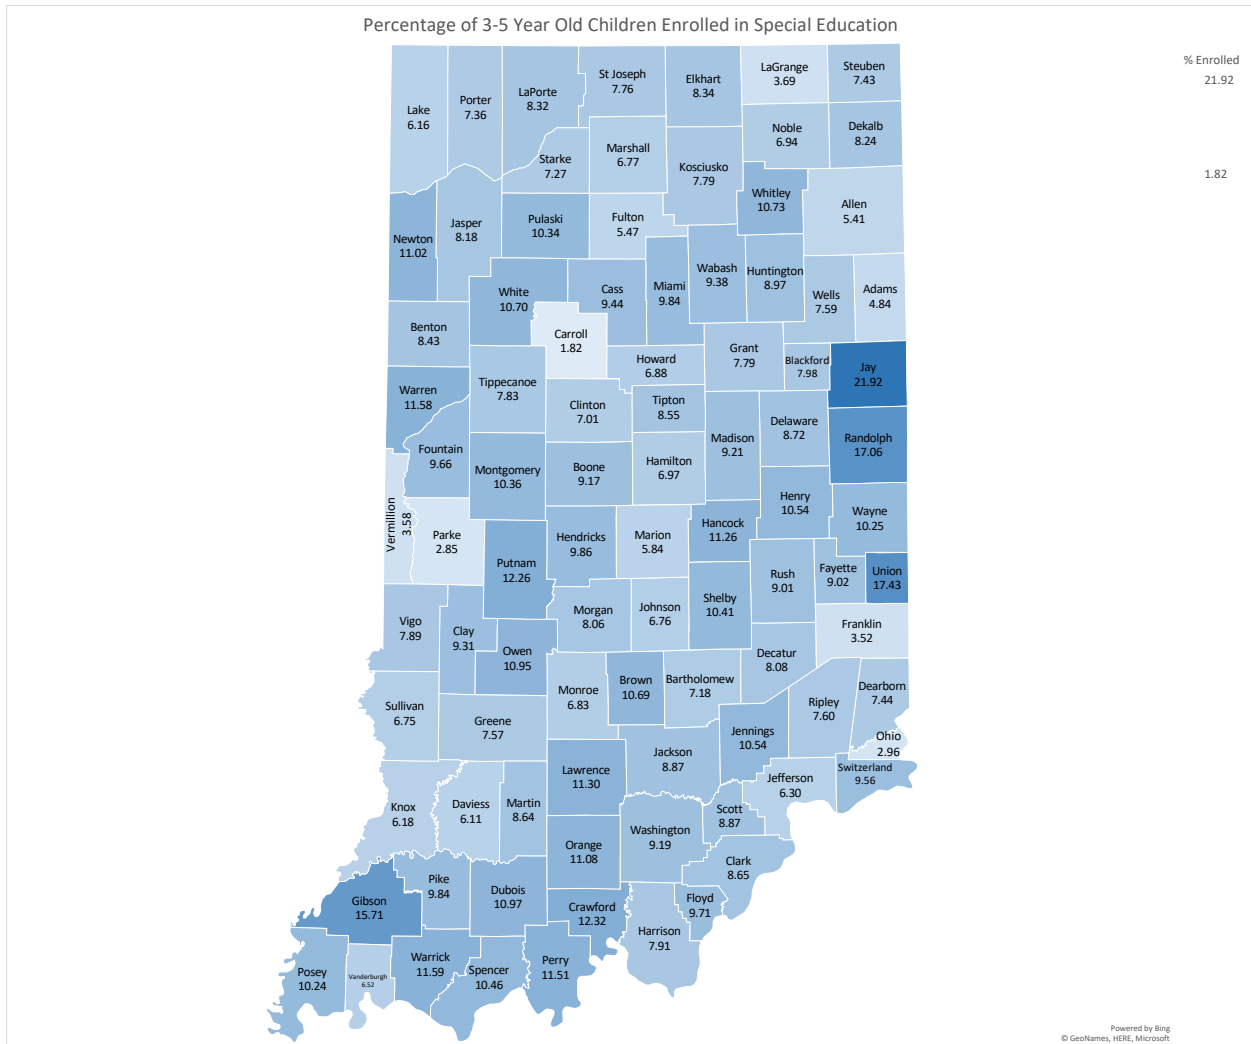 Percentage of 3-5 Year Old Children Enrolled in Special Education
% Enrolled
21.92
1.82
Lake
6.16
Porter
7.36
LaPorte
8.32
St Joseph
7.76
Elkhart
8.34
LaGrange
3.69
Steuben
7.43
Starke
7.27
Marshall
6.77
Kosciusko
7.79
Noble
6.94
Dekalb
8.24
Newton
11.02
Jasper
8.18
Pulaski
10.34
Fulton
5.47
Whitley
10.73
Allen
5.41
White
10.70
Cass
9.44
Miami
9.84
Wabash
9.38
Huntington
8.97
Wells
7.59
Adams
4.84
Benton
8.43
Carroll
1.82
Howard
6.88
Grant
7.79
Blackford
7.98
Jay
21.92
Warren
11.58
Tippecanoe
7.83
Clinton
7.01
Tipton
8.55
Fountain
9.66
Montgomery
10.36
Boone
9.17
Hamilton
6.97
Madison
9.21
Delaware
8.72
Randolph
17.06
Vermillion
3.58
Parke
2.85
Putnam
12.26
Hendricks
9.86
Marion
5.84
Hancock
11.26
Henry
10.54
Wayne
10.25
Vigo
7.89
Clay
9.31
Owen
10.95
Morgan
8.06
Johnson
6.76
Shelby
10.41
Rush
9.01
Fayette
9.02
Union
17.43
Franklin
3.52
Decatur
8.08
Sullivan
6.75
Greene
7.57
Monroe
6.83
Brown
10.69
Bartholomew
7.18
Jennings
10.54
Ripley
7.60
Dearborn
7.44
Ohio
2.96
Switzerland
9.56
Jefferson
6.30
Knox
6.18
Daviess
6.11
Martin
8.64
Lawrence
11.30
Jackson
8.87
Scott
8.87
Washington
9.19
Orange
11.08
Clark
8.65
Gibson
15.71
Pike
9.84
Dubois
10.97
Crawford
12.32
Floyd
9.71
Harrison
7.91
Posey
10.24
Vanderburgh
6.52
Warrick
11.59
Spencer
10.46
Perry
11.51
Powered by Bing
© GeoNames, HERE, Microsoft